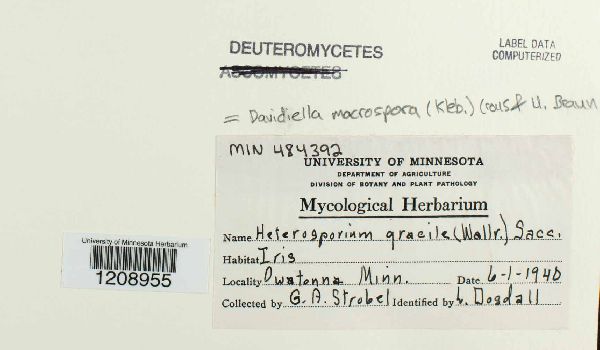 DEUTEROMYCETES
ASCOMYCETES
LABEL DATA
COMPUTERIZED
= Davidiella macrospora (Kleb.) Crous & U. Braun
MIN 484392
UNIVERSITY OF MINNESOTA
DEPARTMENT OF AGRICULTURE
DIVISION OF BOTANY AND PLANT PATHOLOGY
Mycological Herbarium
Name Heterosporium gracile (Wallr.) Sacc.
Habitat Iris
Locality Owatonna Minn. Date 6-1-1940
Collected by G. A. Strobel Identified by L. Dosdall
University of Minnesota Herbarium
1208955